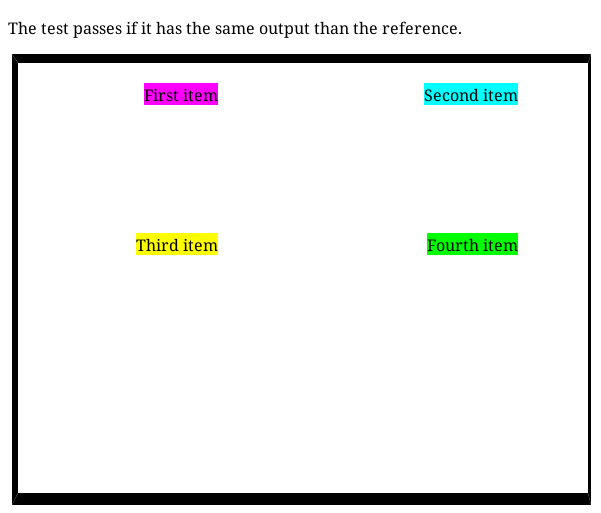 The test passes if it has the same output than the reference.
First item
Second item
Third item
Fourth item